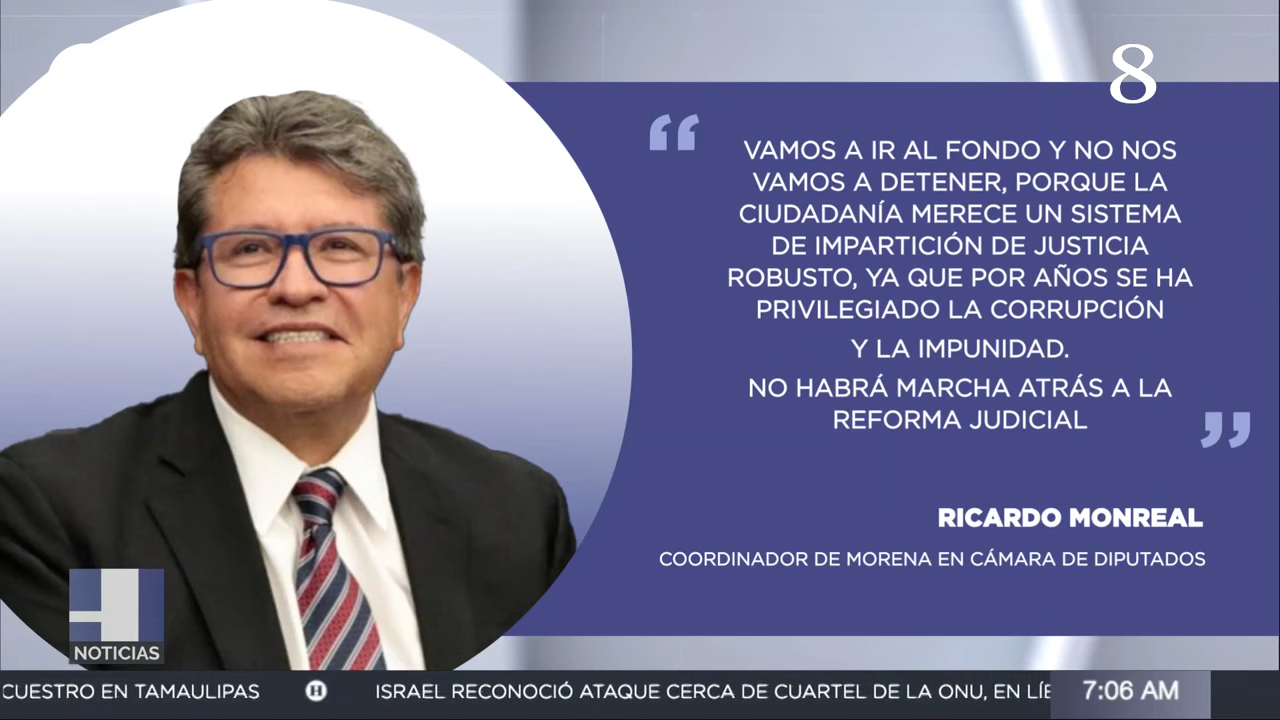 8
“
VAMOS A IR AL FONDO Y NO NOS
VAMOS A DETENER, PORQUE LA
CIUDADANÍA MERECE UN SISTEMA
DE IMPARTICIÓN DE JUSTICIA
ROBUSTO, YA QUE POR AÑOS SE HA
PRIVILEGIADO LA CORRUPCIÓN
Y LA IMPUNIDAD.
NO HABRÁ MARCHA ATRÁS A LA
REFORMA JUDICIAL
”
RICARDO MONREAL
COORDINADOR DE MORENA EN CÁMARA DE DIPUTADOS
NOTICIAS
CUESTRO EN TAMAULIPAS H ISRAEL RECONOCIÓ ATAQUE CERCA DE CUARTEL DE LA ONU, EN LÍB 7:06 AM